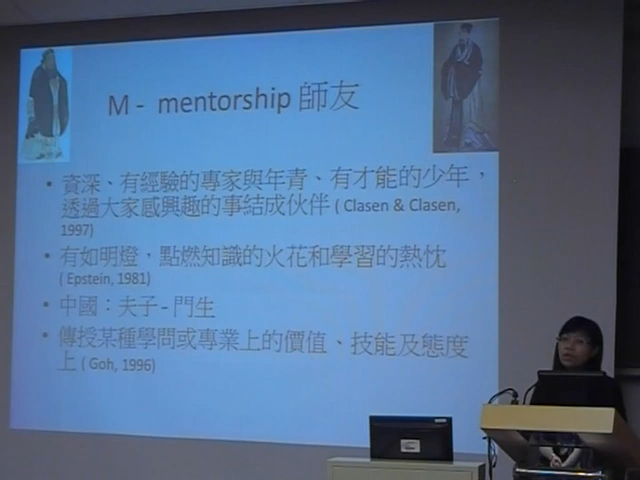 M - mentorship 師友
• 資深、有經驗的專家與年青、有才能的少年，
透過大家感興趣的事結成伙伴 ( Clasen & Clasen,
1997)
• 有如明燈，點燃知識的火花和學習的熱忱
( Epstein, 1981)
• 中國：夫子 - 門生
• 傳授某種學問或專業上的價值、技能及態度
上 ( Goh, 1996)